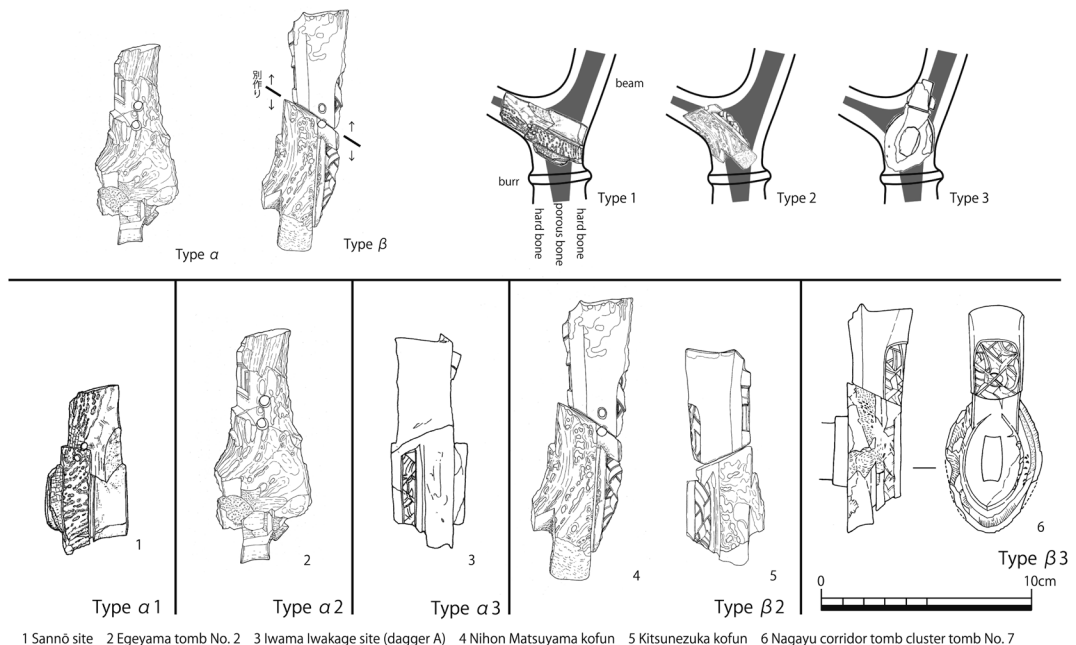 Type α
別作り
Type β
beam
burr
hard bone
porous bone
hard bone
Type 1
Type 2
Type 3
1
Type α1
2
Type α2
3
Type α3
4
5
Type β2
6
Type β3
0 10cm
1 Sannō site 2 Egeyama tomb No. 2 3 Iwama Iwakage site (dagger A) 4 Nihon Matsuyama kofun 5 Kitsunezuka kofun 6 Nagayu corridor tomb cluster tomb No. 7